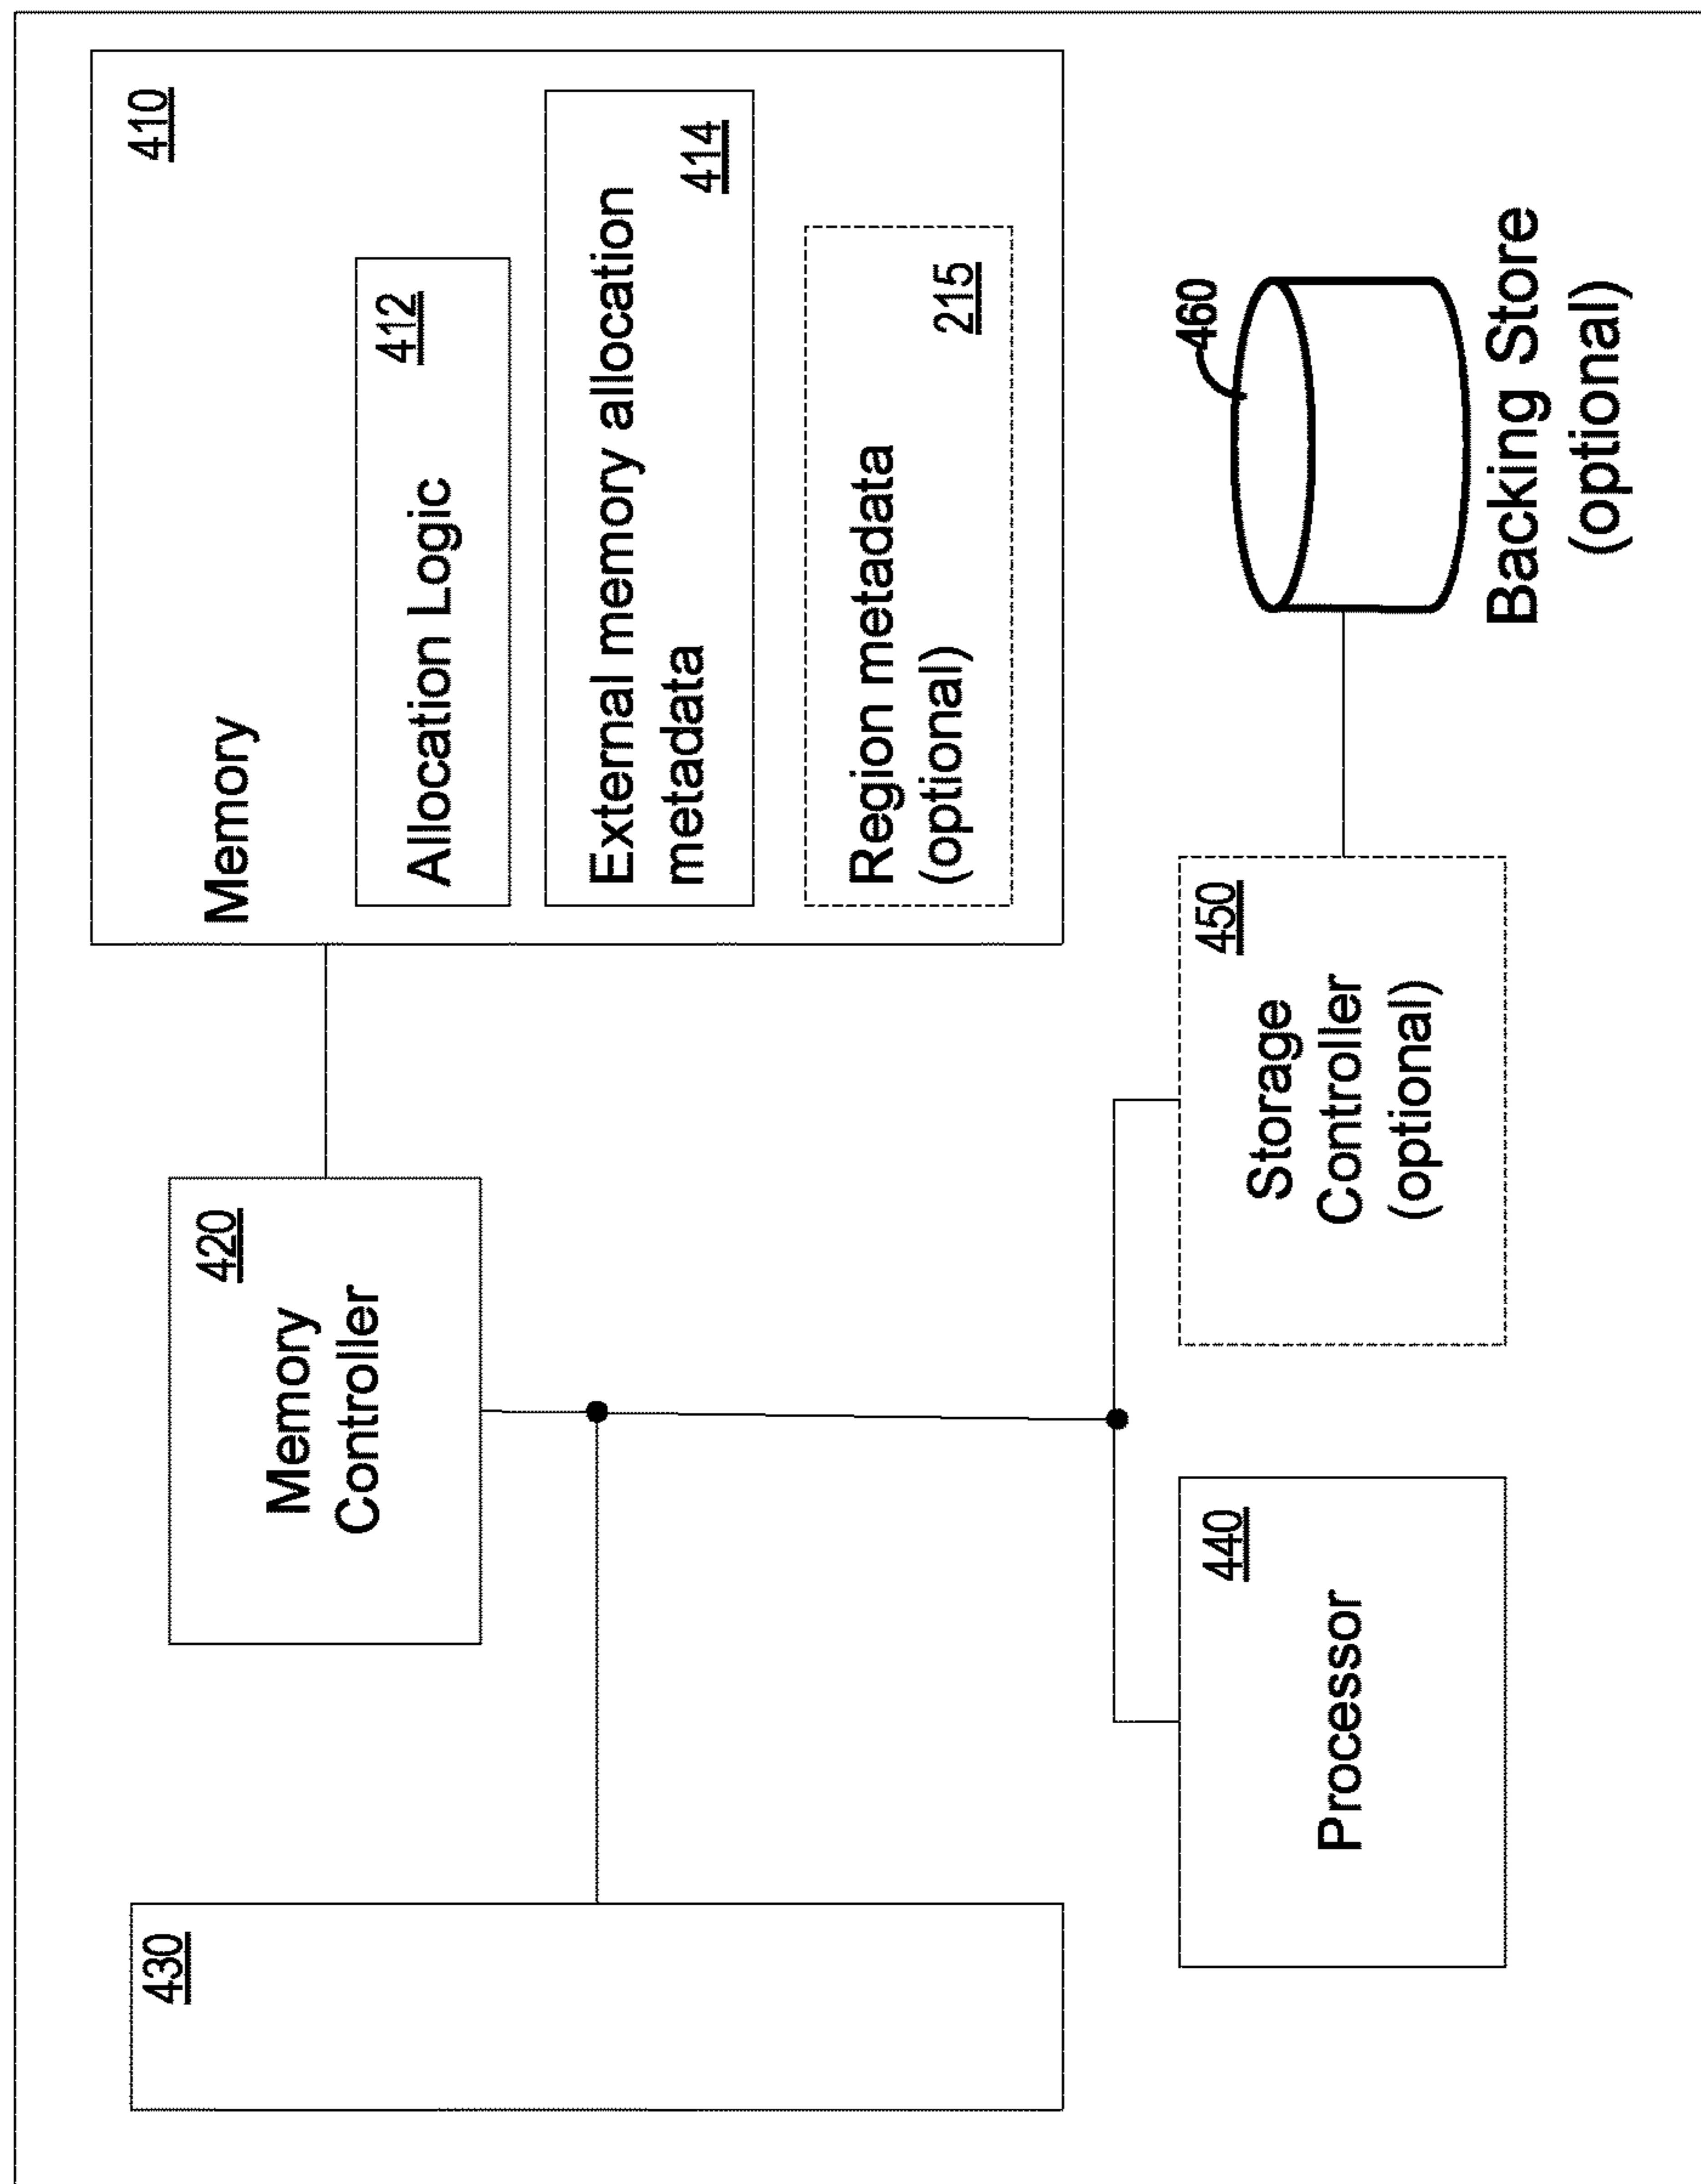 430
420
Memory
Controller
410
Memory
412
Allocation Logic
414
External memory allocation
metadata
215
Region metadata
(optional)
440
Processor
450
Storage
Controller
(optional)
460
Backing Store
(optional)